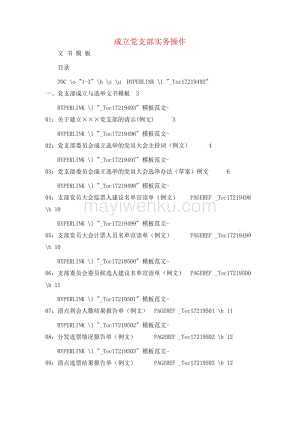 成立党支部实务操作
文 书 模 板
目录
TOC \o "1-3" \h \z \u  HYPERLINK \l "_Toc17219492"
一、党支部成立与选举文书模板  3
HYPERLINK \l "_Toc17219493" 模板范文-
01：关于建立×××党支部的请示(例文)    3
HYPERLINK \l "_Toc17219494" 模板范文-
02：支部委员会成立选举的党员大会主持词（例文）    4
HYPERLINK \l "_Toc17219497" 模板范文-
03：支部委员会成立选举的党员大会选举办法（草案）例文    6
HYPERLINK \l "_Toc17219498" 模板范文-
04：支部党员大会监票人建议名单宣读单（例文）    PAGEREF _Toc17219498
\h 10
HYPERLINK \l "_Toc17219499" 模板范文-
05：支部党员大会计票人员名单宣读单（例文）    PAGEREF _Toc17219499
\h 10
HYPERLINK \l "_Toc17219500" 模板范文-
06：支部委员会委员候选人建议名单宣读单（例文）    PAGEREF _Toc17219500
\h 11
HYPERLINK \l "_Toc17219501" 模板范文-
07：清点到会人数结果报告单（例文）    PAGEREF _Toc17219501 \h 11
HYPERLINK \l "_Toc17219502" 模板范文-
08：分发选票情况报告单（例文）    PAGEREF _Toc17219502 \h 12
HYPERLINK \l "_Toc17219503" 模板范文-
09：清点选票结果报告单（例文）    PAGEREF _Toc17219503 \h 12
mayiwenku.com